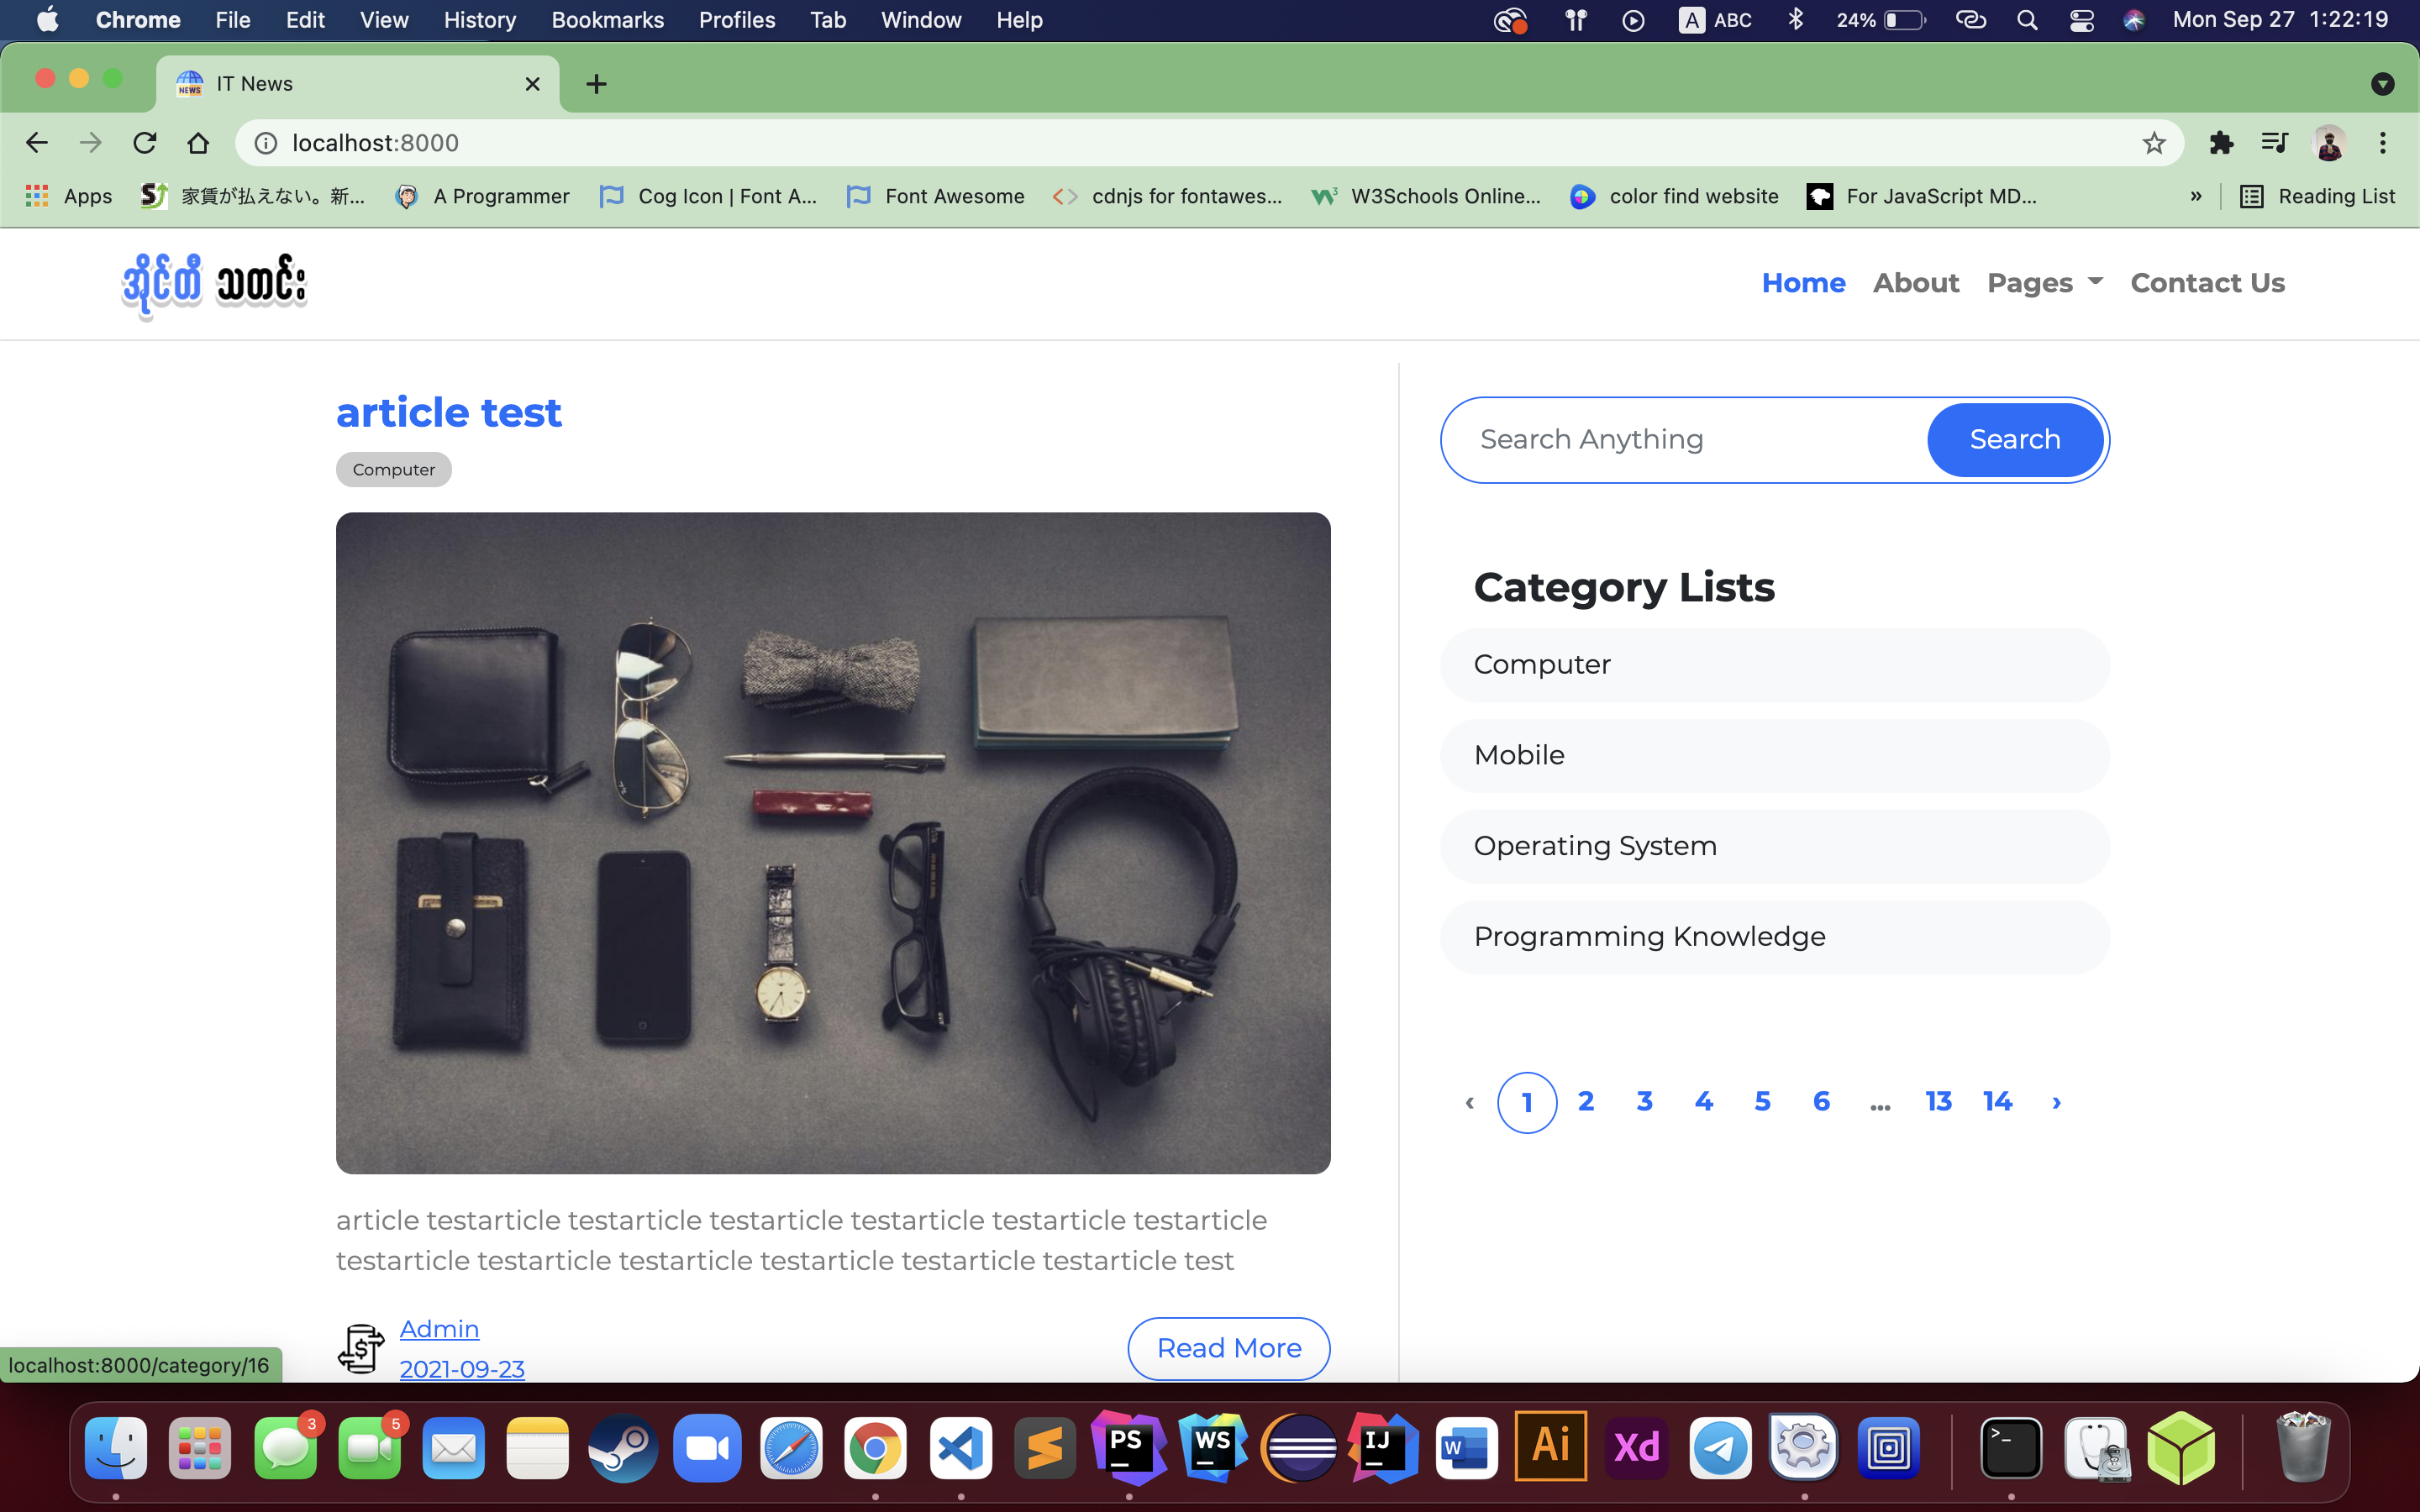 Chrome File Edit View History Bookmarks Profiles Tab Window Help
A ABC 24% Mon Sep 27 1:22:19
NEWS IT News
localhost:8000
Apps 家賃が払えない。新... A Programmer Cog Icon | Font A... Font Awesome cdnjs for fontawes... W3Schools Online... color find website For JavaScript MD... » Reading List
အိုင်တီ သတင်း
Home About Pages Contact Us
article test
Computer
Search Anything Search
Category Lists
Computer
Mobile
Operating System
Programming Knowledge
‹ 1 2 3 4 5 6 ... 13 14 ›
article testarticle testarticle testarticle testarticle testarticle testarticle
testarticle testarticle testarticle testarticle testarticle testarticle test
Admin
2021-09-23
Read More
localhost:8000/category/16
3 5 PS WS IJ W Ai Xd >_